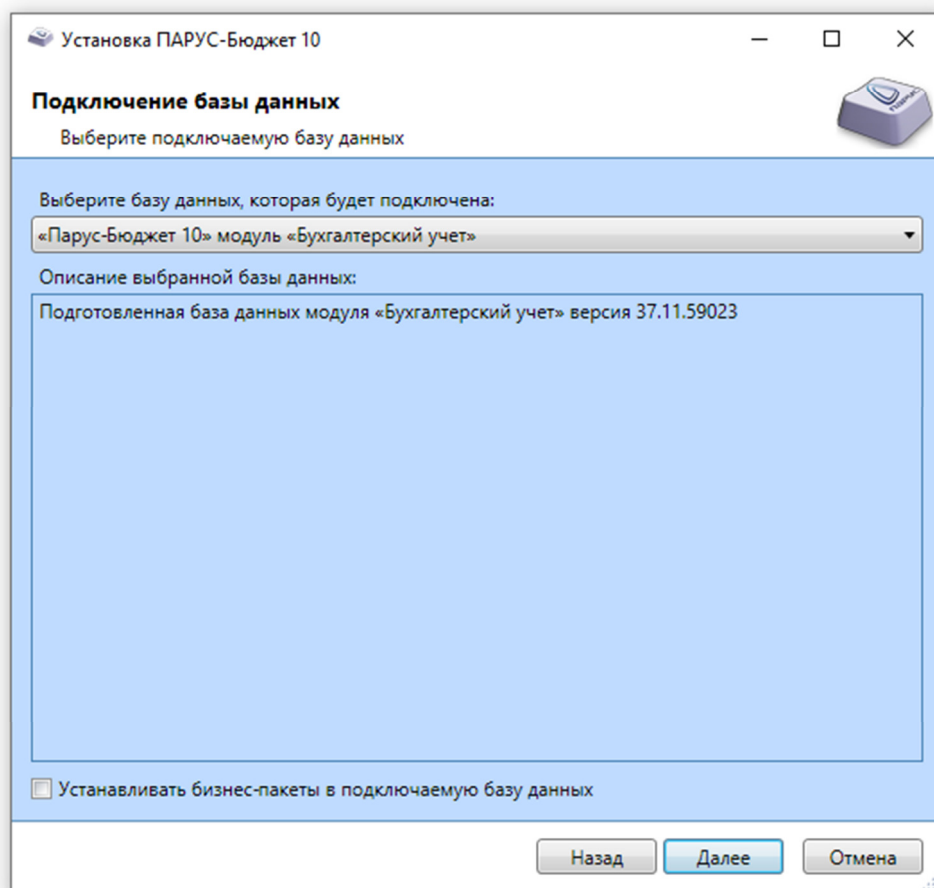 Установка ПАРУС-Бюджет 10
Подключение базы данных
ПАРУС
Выберите подключаемую базу данных
Выберите базу данных, которая будет подключена:
«Парус-Бюджет 10» модуль «Бухгалтерский учет»
Описание выбранной базы данных:
Подготовленная база данных модуля «Бухгалтерский учет» версия 37.11.59023
Устанавливать бизнес-пакеты в подключаемую базу данных
Назад Далее Отмена